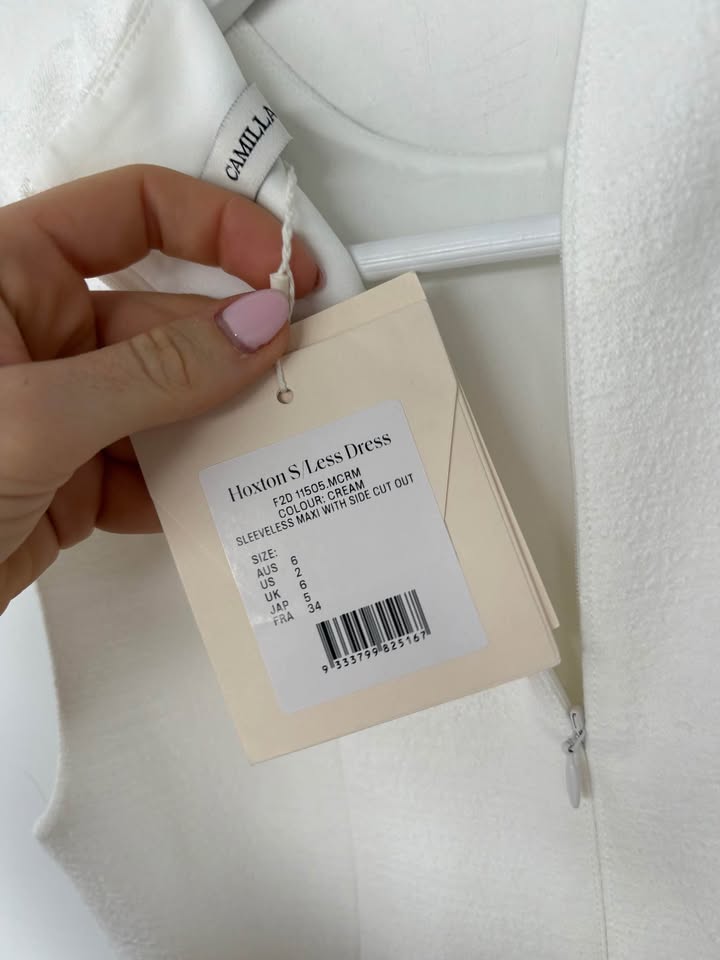 CAMILLA
Hoxton S/Less Dress
F2D 11505.MCRM
COLOUR: CREAM
SLEEVELESS MAXI WITH SIDE CUT OUT
SIZE:
AUS 6
US 2
UK 6
JAP 5
FRA 34
9 333799 825167